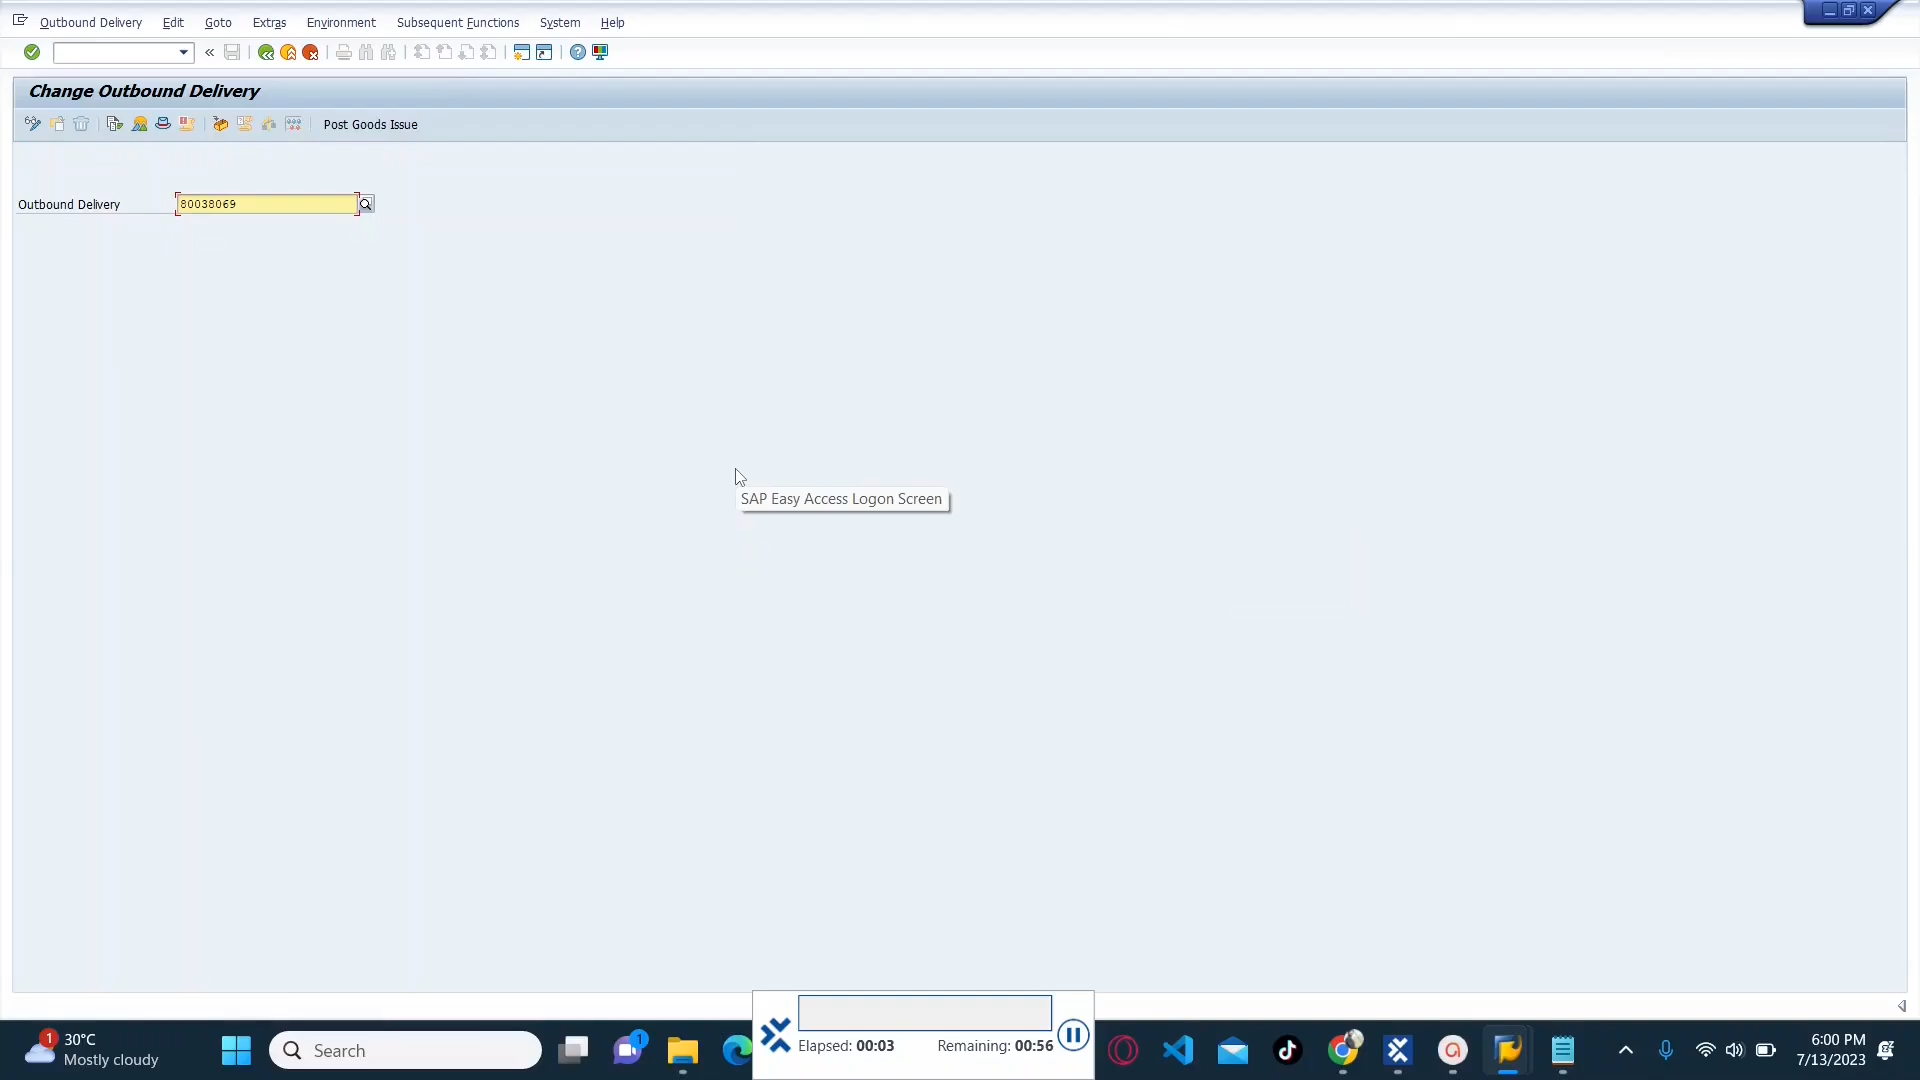 Outbound Delivery Edit Goto Extras Environment Subsequent Functions System Help
Change Outbound Delivery
Post Goods Issue
Outbound Delivery 80038069
SAP Easy Access Logon Screen
1 30°C
Mostly cloudy
Search
1
Elapsed: 00:03 Remaining: 00:56
6:00 PM
7/13/2023